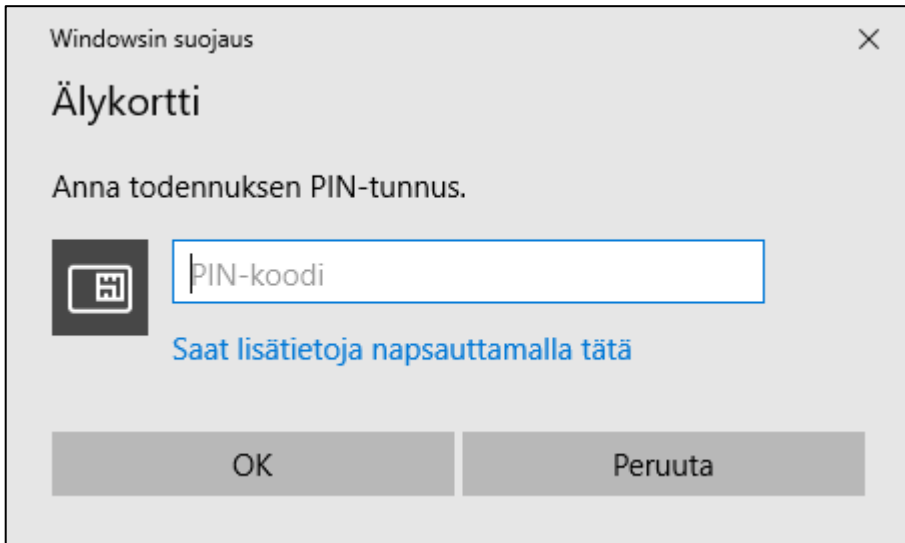 Windowsin suojaus
Älykortti
Anna todennuksen PIN-tunnus.
PIN-koodi
Saat lisätietoja napsauttamalla tätä
OK
Peruuta